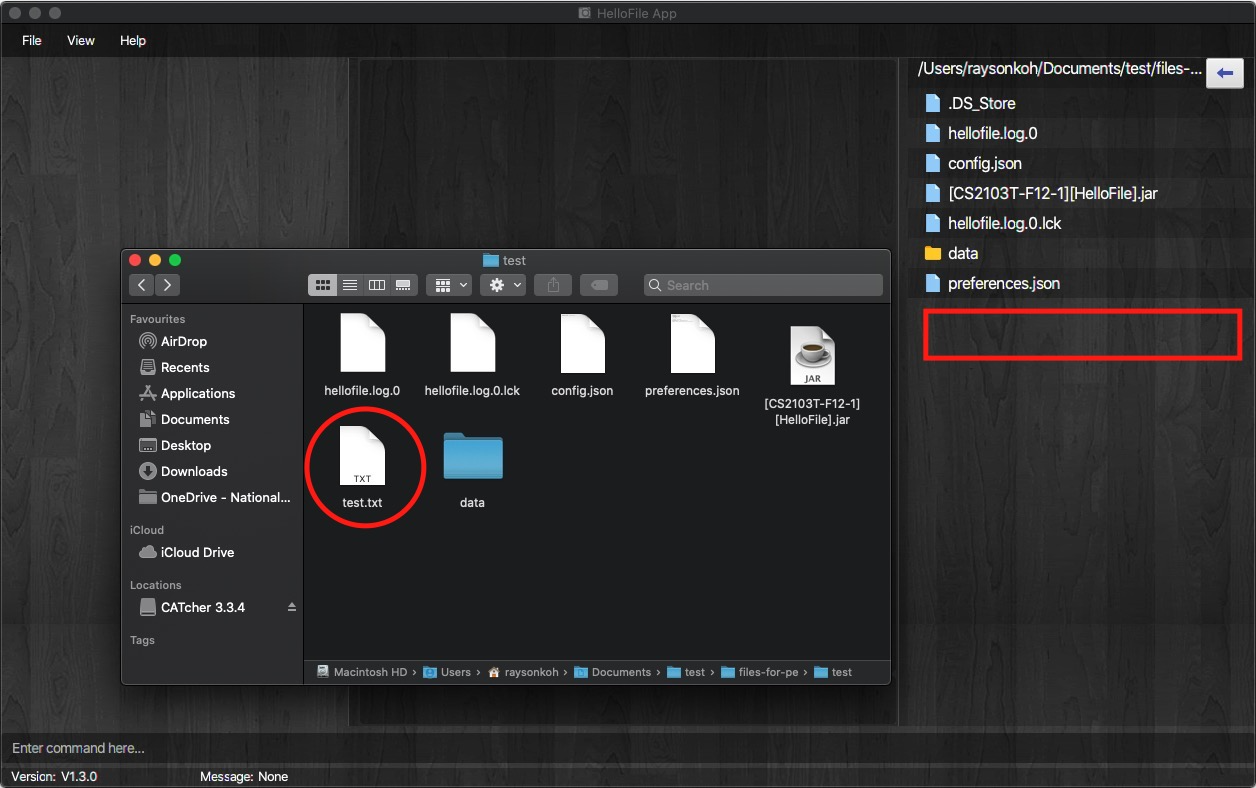 HelloFile App
File View Help
/Users/raysonkoh/Documents/test/files-...
.DS_Store
hellofile.log.0
config.json
[CS2103T-F12-1][HelloFile].jar
hellofile.log.0.lck
data
preferences.json
test
Search
Favourites
AirDrop
Recents
Applications
Documents
Desktop
Downloads
OneDrive - National...
iCloud
iCloud Drive
Locations
CATcher 3.3.4
Tags
hellofile.log.0
hellofile.log.0.lck
config.json
preferences.json
JAR
[CS2103T-F12-1]
[HelloFile].jar
TXT
test.txt
data
Macintosh HD › Users › raysonkoh › Documents › test › files-for-pe › test
Enter command here...
Version: V1.3.0 Message: None